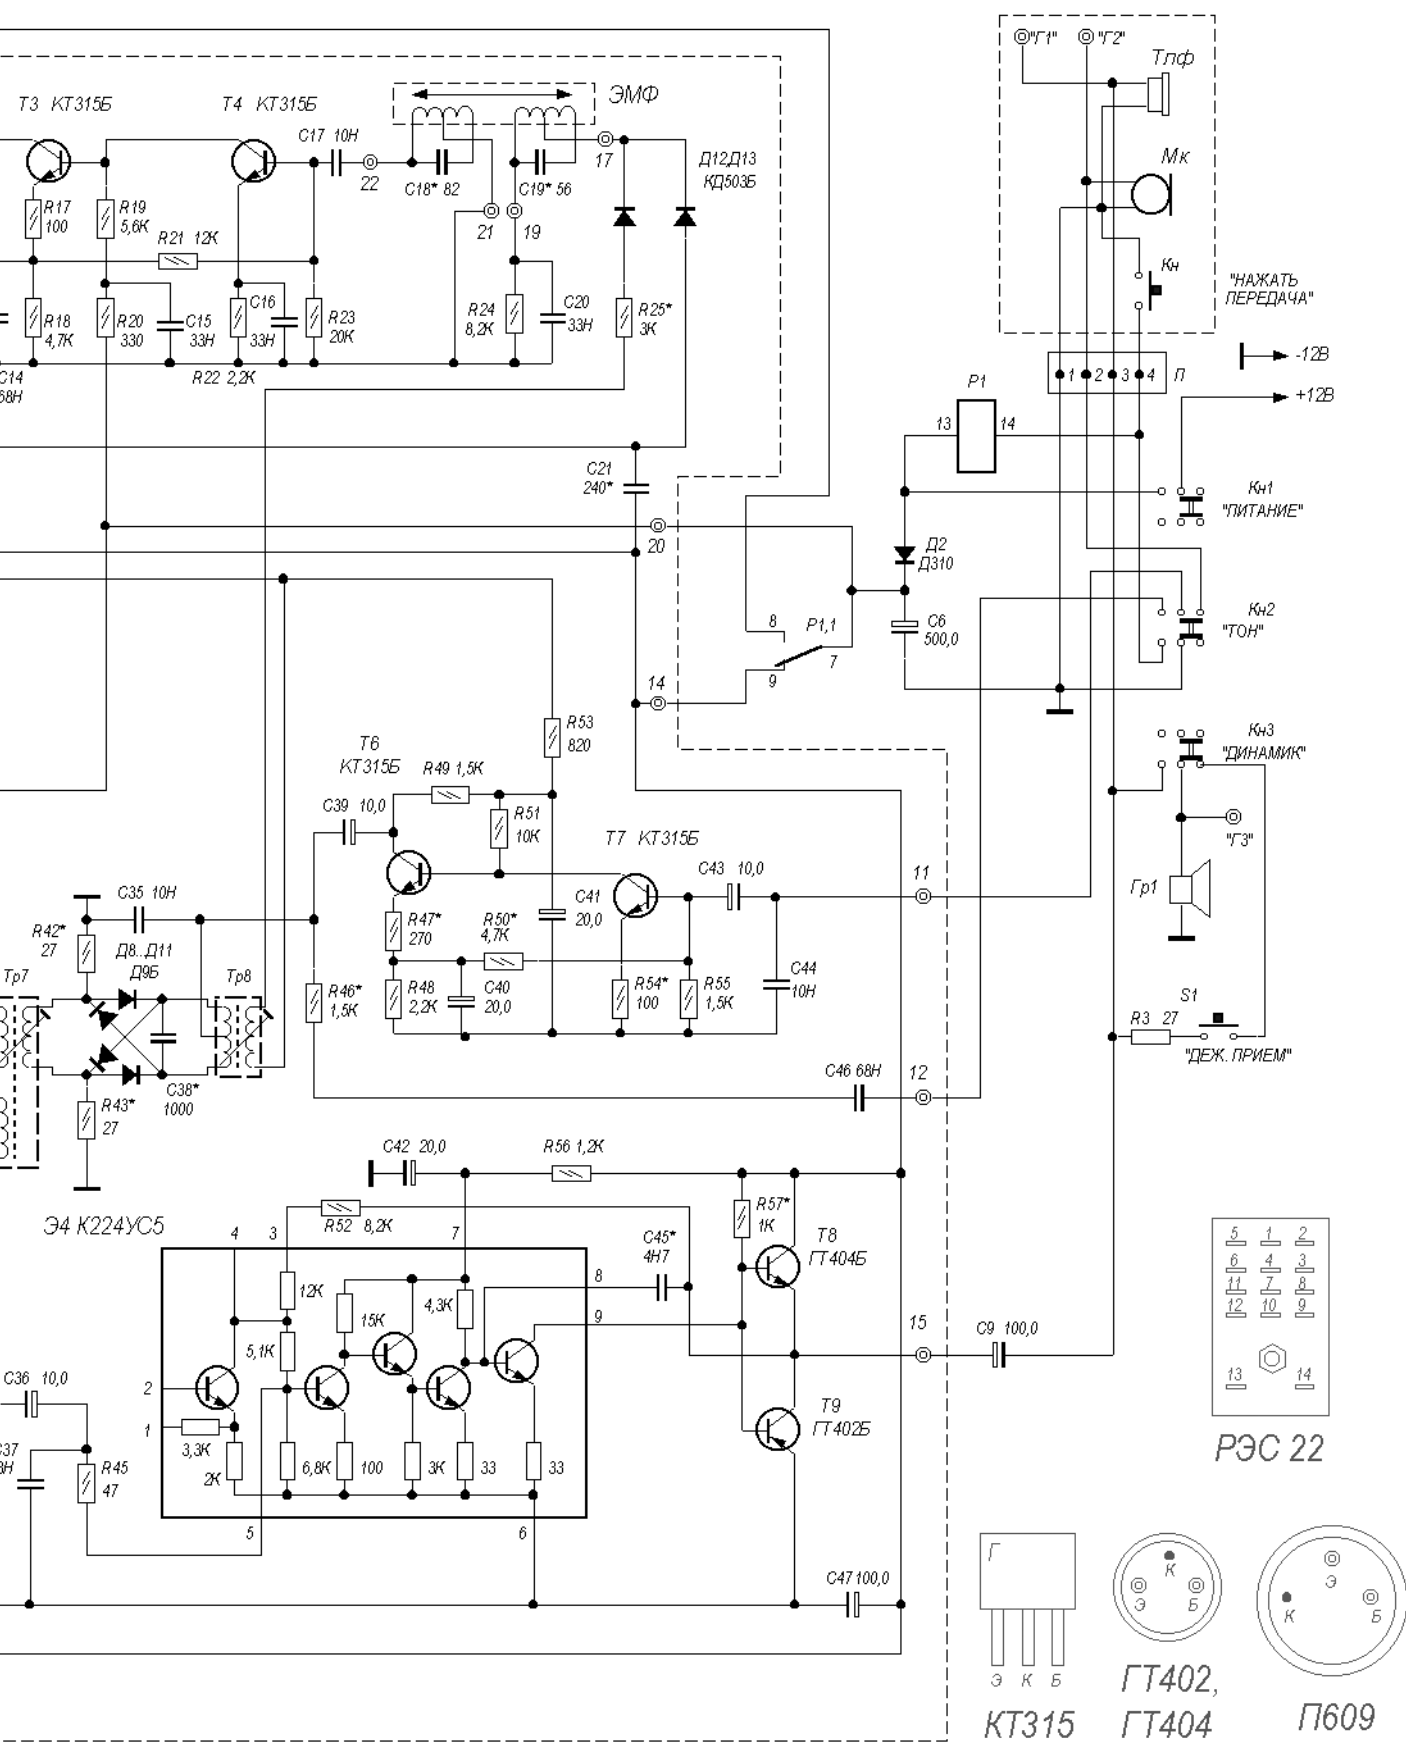 "Г1"
"Г2"
Тлф
Мк
Кн
"НАЖАТЬ
ПЕРЕДАЧА"
Т3 КТ315Б
Т4 КТ315Б
ЭМФ
С17 10Н
22
С18* 82
С19* 56
17
Д12Д13
КД503Б
21
19
R17
100
R19
5,6К
R21 12К
R18
4,7К
R20
330
С15
33Н
С16
33Н
R23
20К
R24
8,2К
С20
33Н
R25*
3К
С14
68Н
R22 2,2К
-12В
+12В
1
2
3
4
П
Р1
13
14
С21
240*
20
Кн1
"ПИТАНИЕ"
Д2
Д310
8
Р1,1
7
9
С6
500,0
Кн2
"ТОН"
14
R53
820
Т6
КТ315Б
R49 1,5К
С39 10,0
R51
10К
Т7 КТ315Б
С43 10,0
11
Кн3
"ДИНАМИК"
"Г3"
Гр1
С35 10Н
R42*
27
Д8..Д11
Д9Б
Тр7
Тр8
R47*
270
С41
20,0
R50*
4,7К
R46*
1,5К
R48
2,2К
С40
20,0
R54*
100
R55
1,5К
С44
10Н
S1
R3 27
"ДЕЖ. ПРИЕМ"
С38*
1000
R43*
27
С46 68Н
12
С42 20,0
R56 1,2К
Э4 К224УС5
R52 8,2К
R57*
1К
4
3
7
С45*
4Н7
Т8
ГТ404Б
12К
15К
4,3К
8
9
5,1К
15
С9 100,0
С36 10,0
2
1
3,3К
2К
6,8К
100
3К
33
33
Т9
ГТ402Б
R45
47
5
6
С47 100,0
5 1 2
6 4 3
11 7 8
12 10 9
13 14
РЭС 22
Г
Э К Б
КТ315
К
Э Б
ГТ402,
ГТ404
Э
К Б
П609